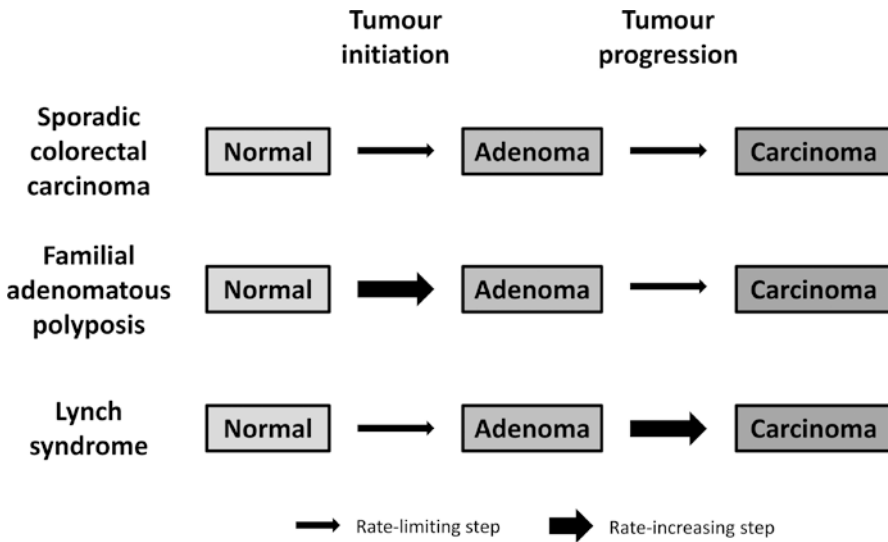 Tumour
initiation
Tumour
progression
Sporadic
colorectal
carcinoma
Normal
Adenoma
Carcinoma
Familial
adenomatous
polyposis
Normal
Adenoma
Carcinoma
Lynch
syndrome
Normal
Adenoma
Carcinoma
Rate-limiting step
Rate-increasing step